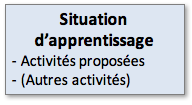 Situation
d’apprentissage
- Activités proposées
- (Autres activités)